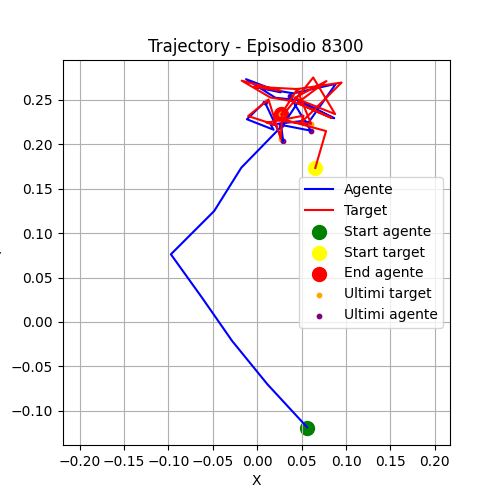 Trajectory - Episodio 8300
0.25
0.20
0.15
0.10
0.05
0.00
−0.05
−0.10
Agente
Target
Start agente
Start target
End agente
Ultimi target
Ultimi agente
−0.20 −0.15 −0.10 −0.05 0.00 0.05 0.10 0.15 0.20
X